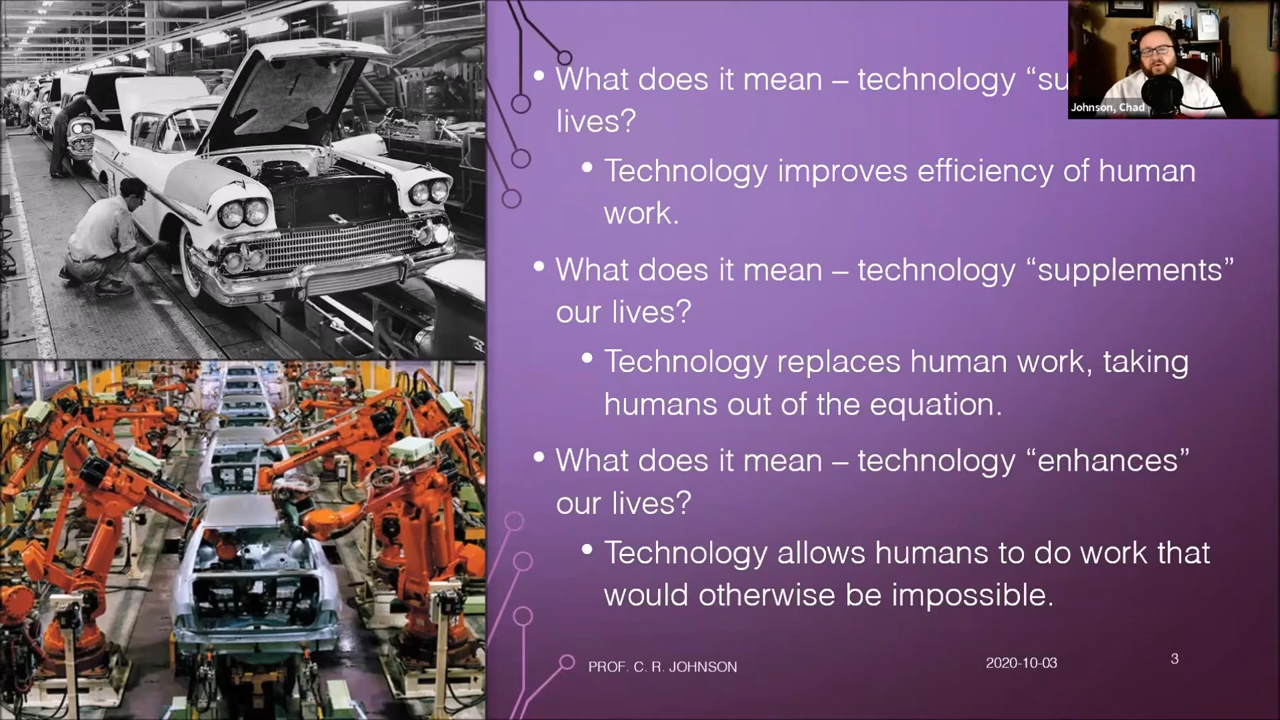 • What does it mean – technology “su
lives?
• Technology improves efficiency of human
work.
• What does it mean – technology “supplements”
our lives?
• Technology replaces human work, taking
humans out of the equation.
• What does it mean – technology “enhances”
our lives?
• Technology allows humans to do work that
would otherwise be impossible.
PROF. C. R. JOHNSON
2020-10-03
3
Johnson, Chad